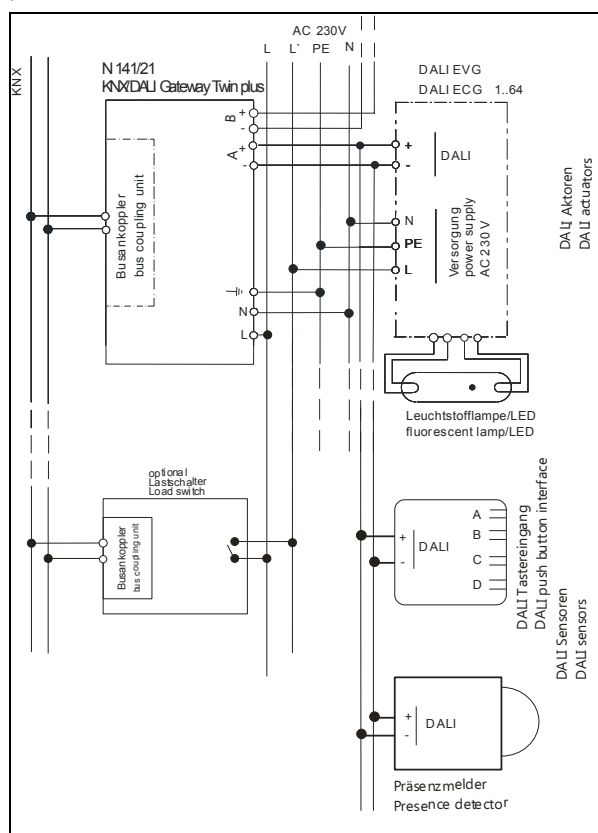 AC 230V
L L` PE N
KNX
N 141/21
KNX/DALI Gateway Twin plus
DALI EVG
DALI ECG 1..64
B + -
A + -
Busankoppler
bus coupling unit
N
L
+
-
DALI
N
PE
L
Versorgung
power supply
AC 230 V
DALI Aktoren
DALI actuators
Leuchtstofflampe/LED
fluorescent lamp/LED
optional
Lastschalter
Load switch
Busankoppler
bus coupling unit
+
-
DALI
A
B
C
D
DALI Tastereingang
DALI push button interface
DALI Sensoren
DALI sensors
+
-
DALI
Präsenzmelder
Presence detector